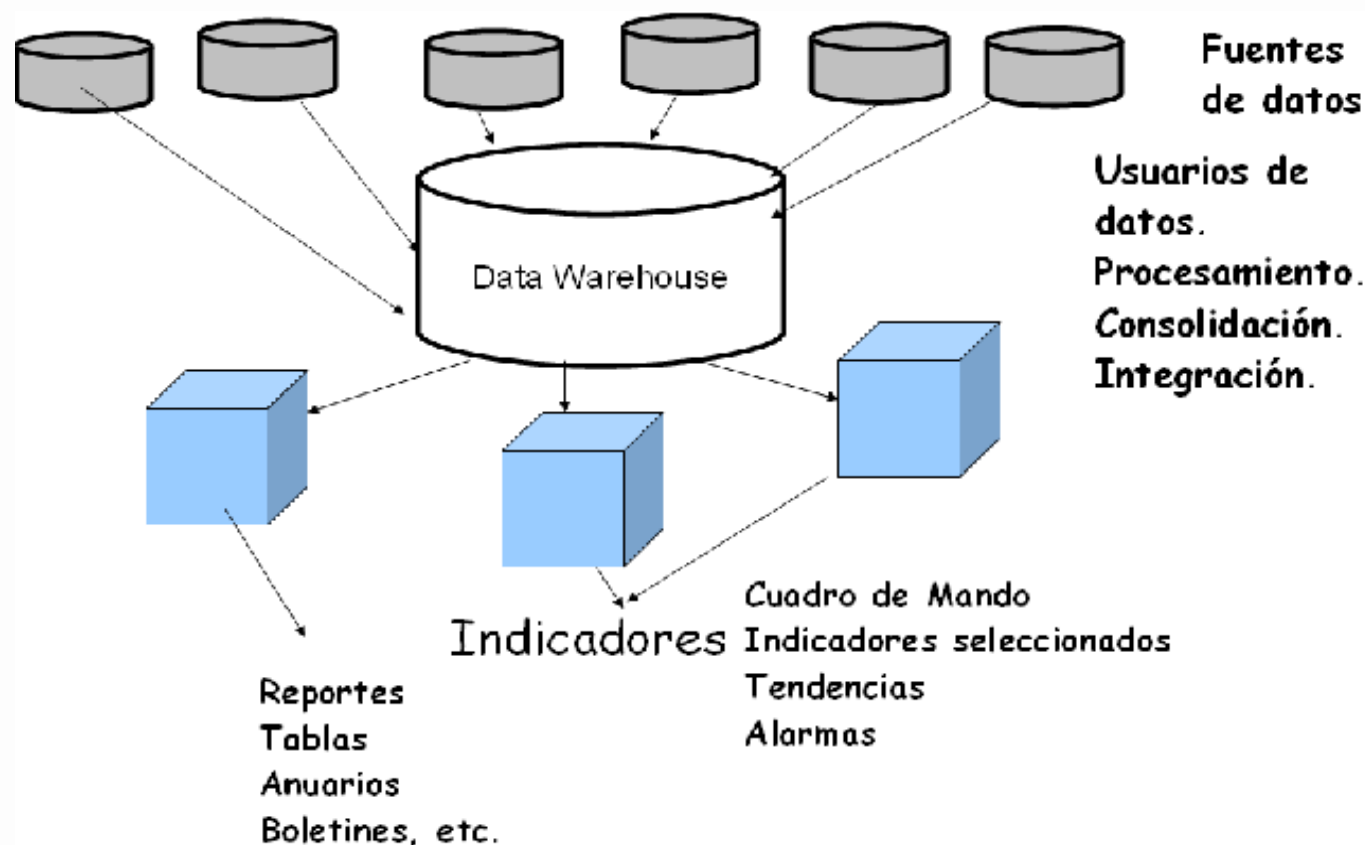 Fuentes
de datos
Usuarios de
datos.
Procesamiento.
Consolidación.
Integración.
Data Warehouse
Indicadores
Cuadro de Mando
Indicadores seleccionados
Tendencias
Alarmas
Reportes
Tablas
Anuarios
Boletines, etc.